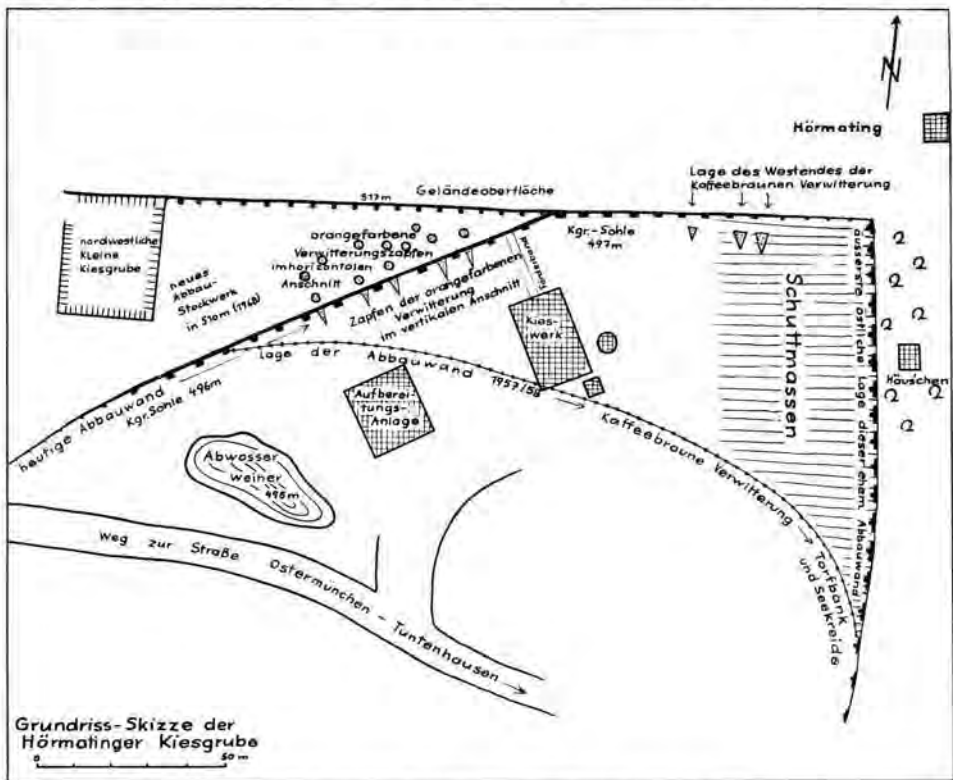 N
Hörmating
Lage des Westendes der
Kaffeebraunen Verwitterung
Geländeoberfläche
517m
Kgr.-Sohle
497m
nordwestliche
Kleine
Kiesgrube
orangefarbene
Verwitterungszapfen
im horizontalen
Anschnitt
neues
Abbau-
Stockwerk
in 510m (1968)
Zapfen der orangefarbenen
Verwitterung
im vertikalen Anschnitt
Förderband
Kies-
werk
Schuttmassen
äusserste östliche Lage dieser ehem. Abbauwand
Häuschen
heutige Abbauwand
Kgr.Sohle 496m
Lage der Abbauwand 1957/58
Kaffeebraune Verwitterung
Torfbank
und Seekreide
Aufberei-
tungs-
Anlage
Abwasser
weiher
495m
Weg zur Straße Ostermünchen - Tuntenhausen
Grundriss-Skizze der
Hörmatinger Kiesgrube
0 50 m